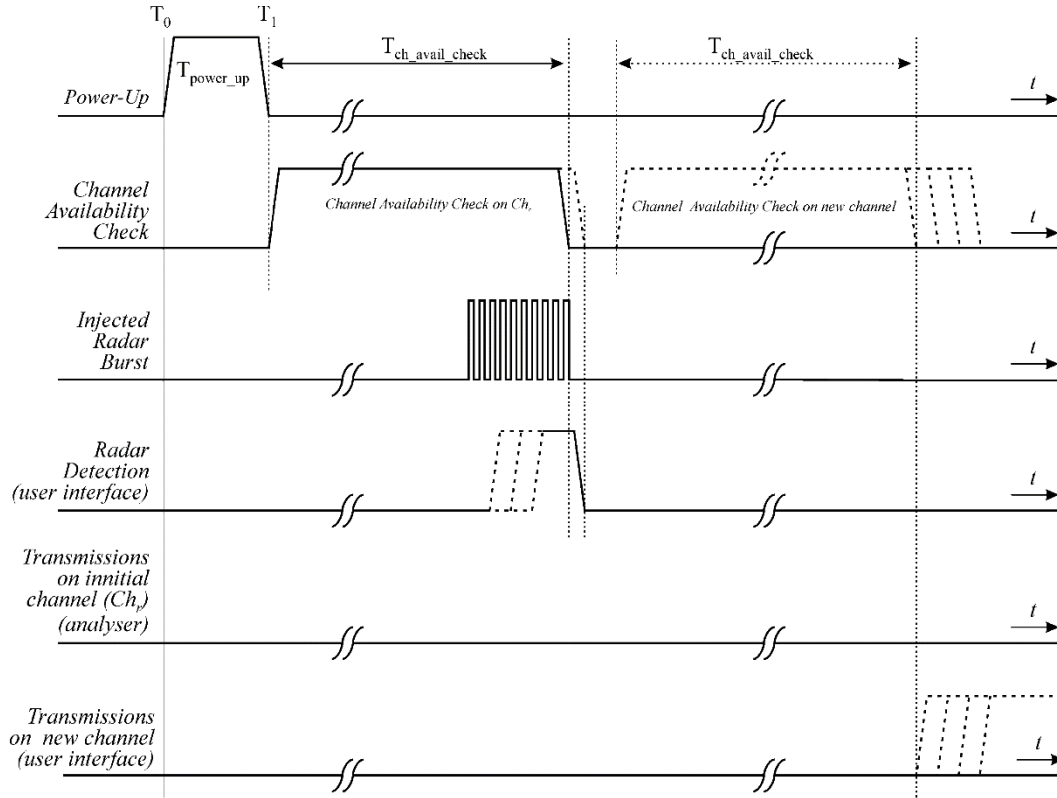 T0 T1
Tch_avail_check Tch_avail_check
Tpower_up
Power-Up t
Channel
Availability
Check
Channel Availability Check on Chr Channel Availability Check on new channel
t
Injected
Radar
Burst
t
Radar
Detection
(user interface)
t
Transmissions
on innitial
channel (Chr)
(analyser)
t
Transmissions
on new channel
(user interface)
t